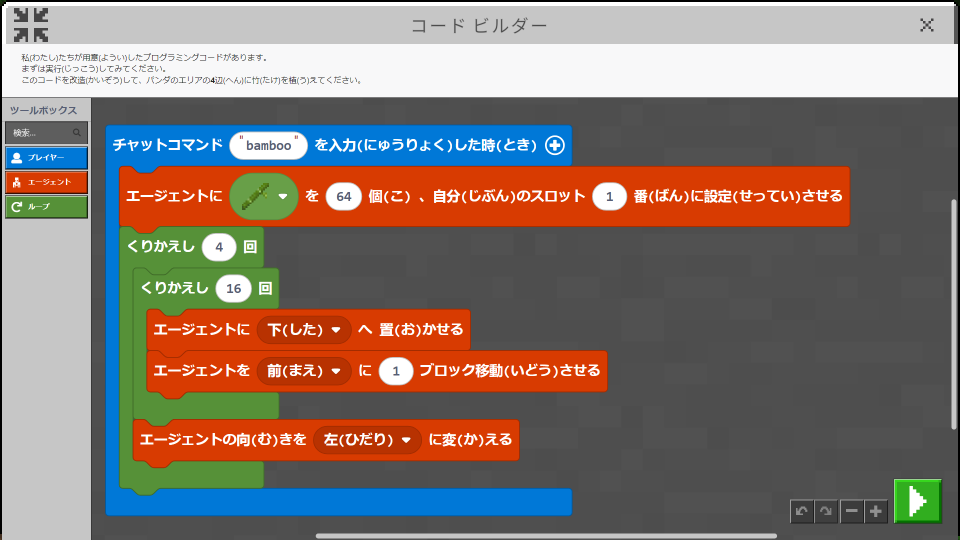 コード ビルダー
私(わたし)たちが用意(ようい)したプログラミングコードがあります。
まずは実行(じっこう)してみてください。
このコードを改造(かいぞう)して、パンダのエリアの4辺(へん)に竹(たけ)を植(う)えてください。
ツールボックス
検索...
プレイヤー
エージェント
ループ
チャットコマンド "bamboo" を入力(にゅうりょく)した時(とき)
エージェントに を 64 個(こ) 、自分(じぶん)のスロット 1 番(ばん)に設定(せってい)させる
くりかえし 4 回
くりかえし 16 回
エージェントに 下(した) へ 置(お)かせる
エージェントを 前(まえ) に 1 ブロック移動(いどう)させる
エージェントの向(む)きを 左(ひだり) に変(か)える